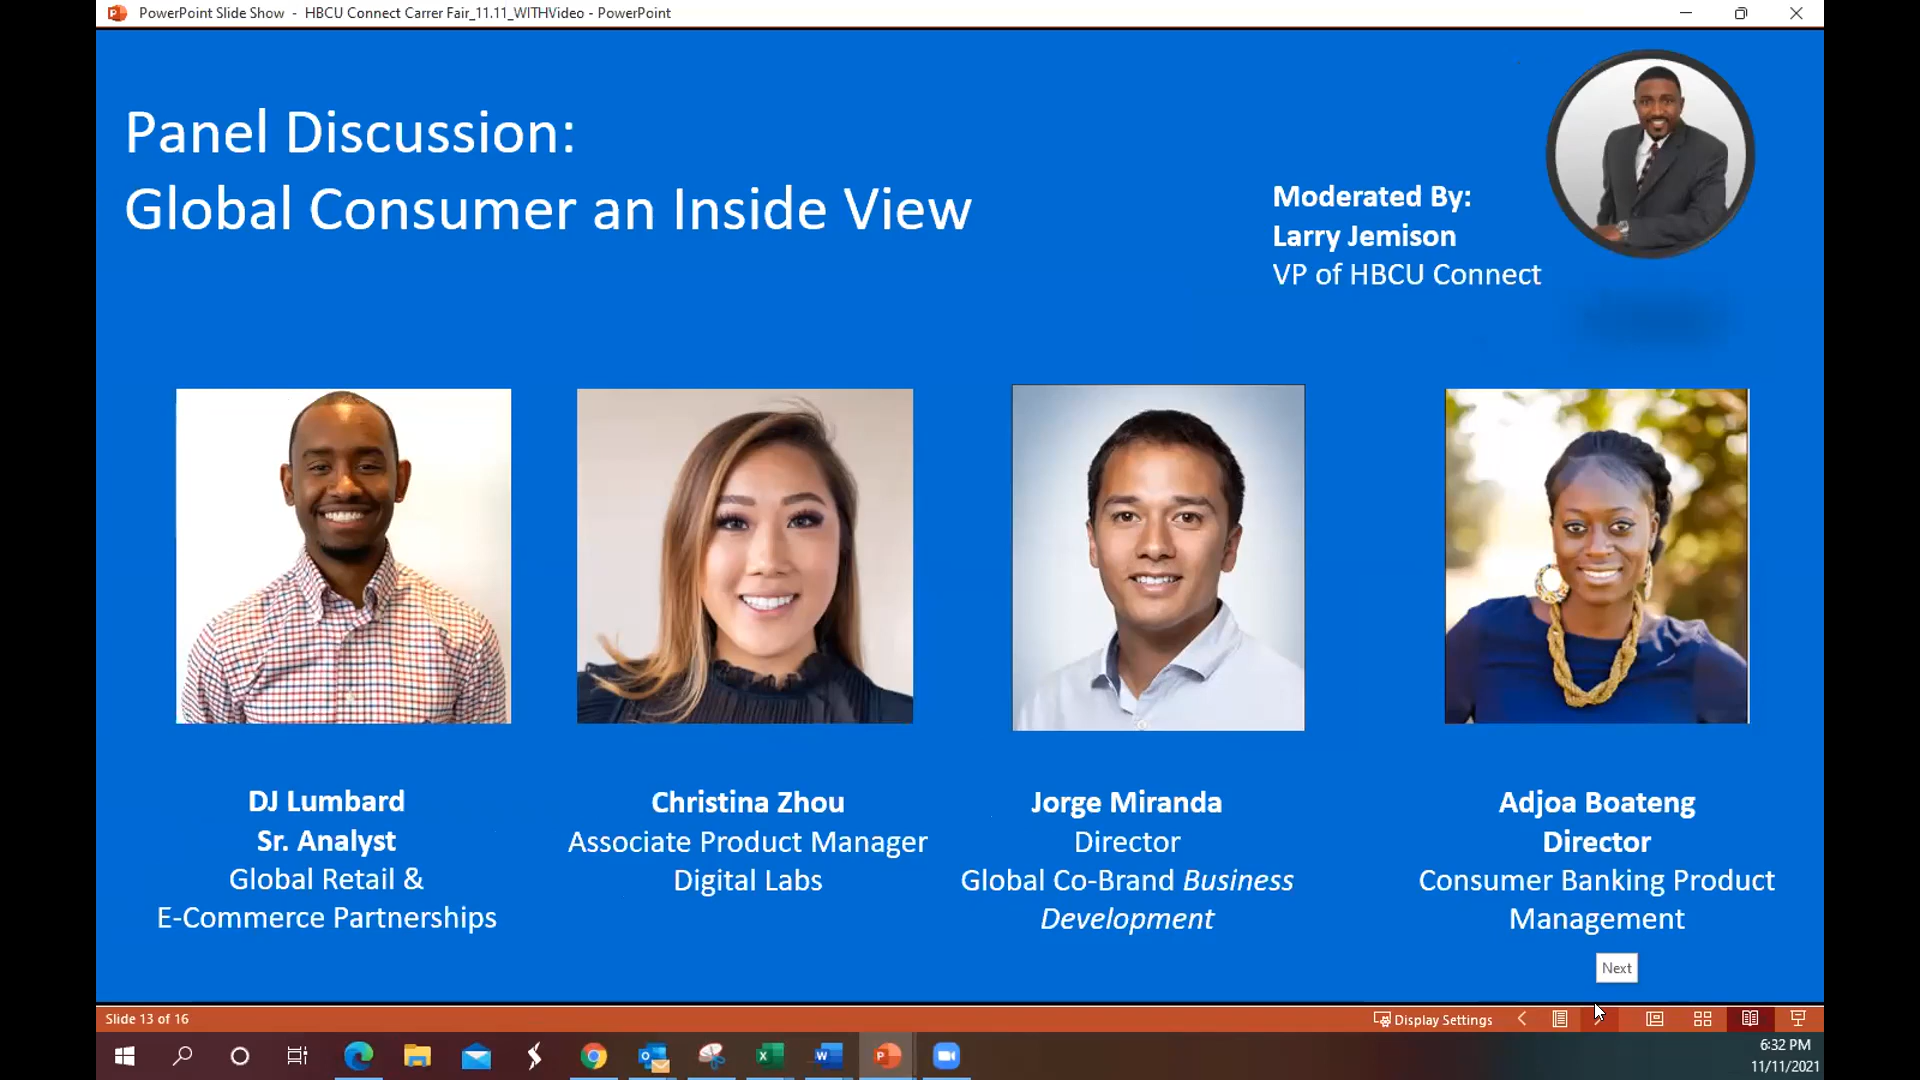 PowerPoint Slide Show - HBCU Connect Carrer Fair_11.11_WITHVideo - PowerPoint
Panel Discussion:
Global Consumer an Inside View
Moderated By:
Larry Jemison
VP of HBCU Connect
DJ Lumbard
Sr. Analyst
Global Retail &
E-Commerce Partnerships
Christina Zhou
Associate Product Manager
Digital Labs
Jorge Miranda
Director
Global Co-Brand Business
Development
Adjoa Boateng
Director
Consumer Banking Product
Management
Next
Slide 13 of 16
Display Settings
6:32 PM
11/11/2021